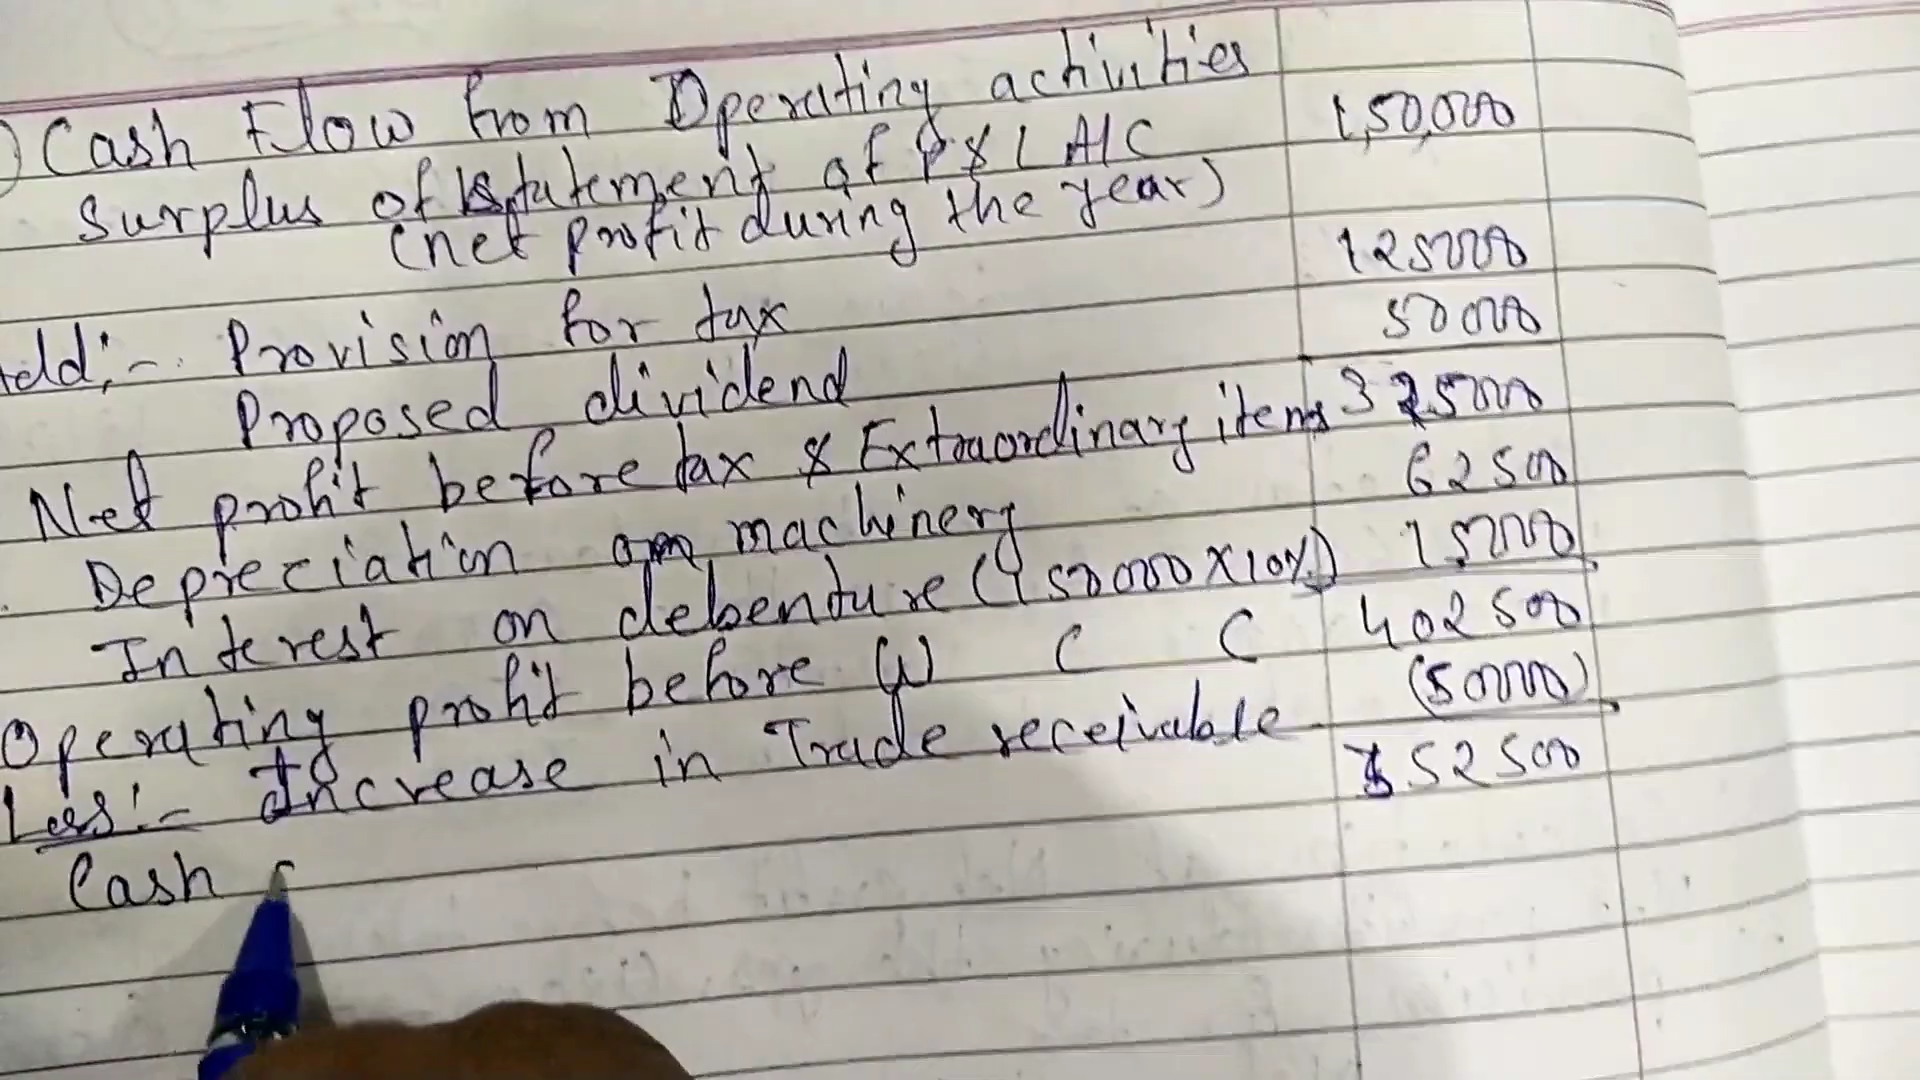 Cash Flow from Operating activities
Surplus of statement of P & L A/C 1,50,000
(net profit during the year)
Add:- Provision for tax 125000
Proposed dividend 50000
Net profit before tax & Extraordinary items 325000
Depreciation on machinery 62500
Interest on debenture (150000 X 10%) 15000
Operating profit before W C C 402500
Less:- Increase in Trade receivable (50000)
352500
Cash